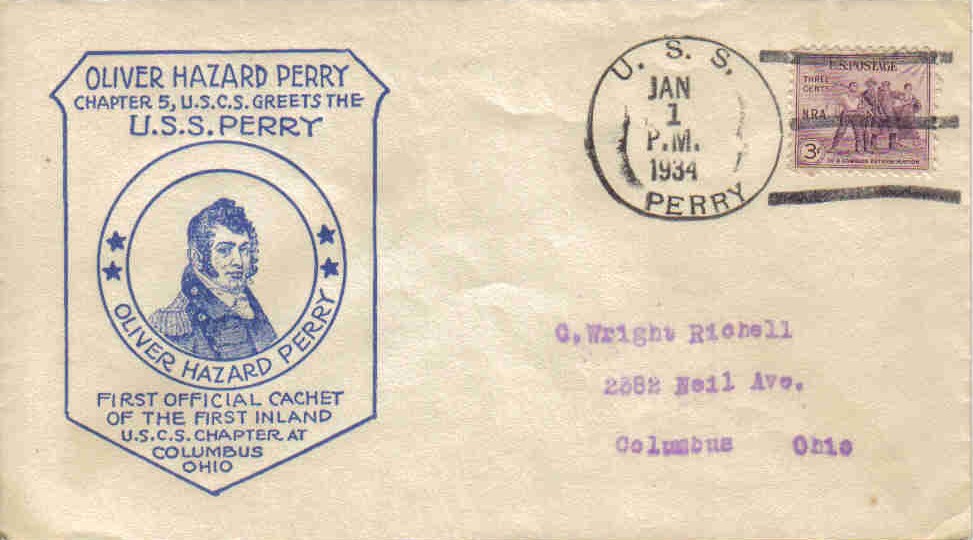 OLIVER HAZARD PERRY
CHAPTER 5, U.S.C.S. GREETS THE
U.S.S. PERRY
OLIVER HAZARD PERRY
FIRST OFFICIAL CACHET
OF THE FIRST INLAND
U.S.C.S. CHAPTER AT
COLUMBUS
OHIO
U. S. S.
JAN
1
P.M.
1934
PERRY
U.S. POSTAGE
THREE
CENTS
N.R.A.
3¢
C. Wright Richell
2382 Neil Ave.
Columbus Ohio